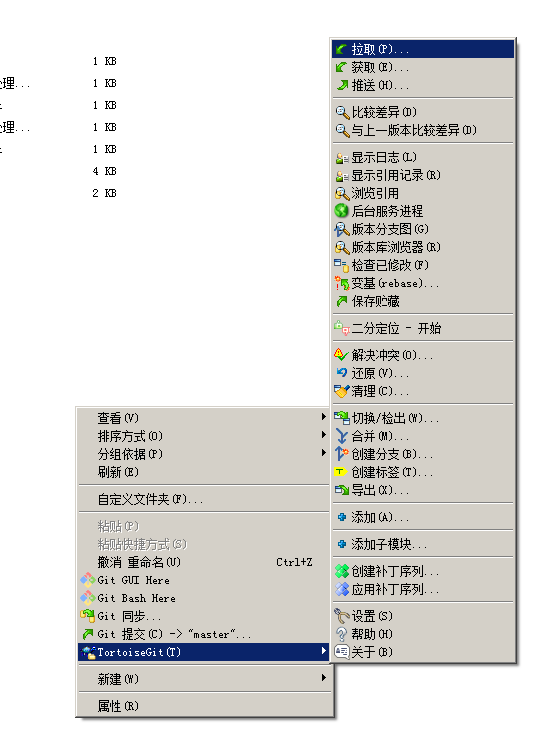 1 KB
处理...
1 KB
1 KB
理...
1 KB
1 KB
4 KB
2 KB
查看(V)
排序方式(O)
分组依据(P)
刷新(E)
自定义文件夹(F)...
粘贴(P)
粘贴快捷方式(S)
撤消 重命名(U) Ctrl+Z
Git GUI Here
Git Bash Here
Git 同步...
Git 提交(C) -> "master"...
TortoiseGit(T)
新建(W)
属性(R)
拉取(P)...
获取(E)...
推送(H)...
比较差异(D)
与上一版本比较差异(D)
显示日志(L)
显示引用记录(R)
浏览引用
后台服务进程
版本分支图(G)
版本库浏览器(R)
检查已修改(F)
变基(rebase)...
保存贮藏
二分定位 - 开始
解决冲突(O)...
还原(V)...
清理(C)...
切换/检出(W)...
合并(M)...
创建分支(B)...
创建标签(T)...
导出(X)...
添加(A)...
添加子模块...
创建补丁序列...
应用补丁序列...
设置(S)
帮助(H)
关于(B)